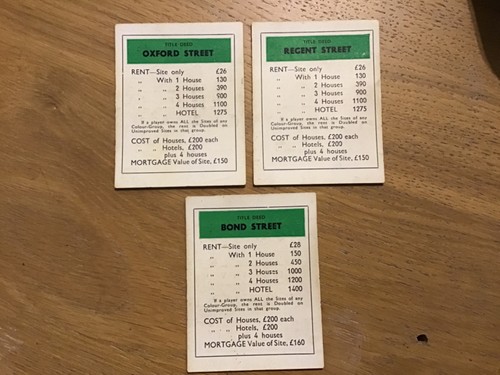 TITLE DEED
OXFORD STREET
RENT—Site only £26
„ With 1 House 130
„ „ 2 Houses 390
„ „ 3 Houses 900
„ „ 4 Houses 1100
„ „ HOTEL 1275
If a player owns ALL the Sites of any
Colour-Group, the rent is Doubled on
Unimproved Sites in that group.
COST of Houses, £200 each
„ „ Hotels, £200
plus 4 houses
MORTGAGE Value of Site, £150
TITLE DEED
REGENT STREET
RENT—Site only £26
„ With 1 House 130
„ „ 2 Houses 390
„ „ 3 Houses 900
„ „ 4 Houses 1100
„ „ HOTEL 1275
If a player owns ALL the Sites of any
Colour-Group, the rent is Doubled on
Unimproved Sites in that group.
COST of Houses, £200 each
„ „ Hotels, £200
plus 4 houses
MORTGAGE Value of Site, £150
TITLE DEED
BOND STREET
RENT—Site only £28
„ With 1 House 150
„ „ 2 Houses 450
„ „ 3 Houses 1000
„ „ 4 Houses 1200
„ „ HOTEL 1400
If a player owns ALL the Sites of any
Colour-Group, the rent is Doubled on
Unimproved Sites in that group.
COST of Houses, £200 each
„ „ Hotels, £200
plus 4 houses
MORTGAGE Value of Site, £160